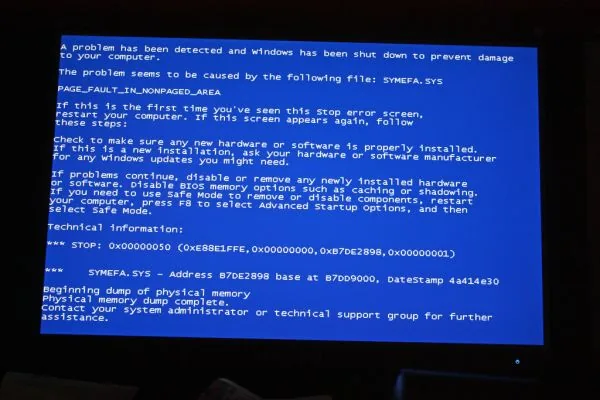 A problem has been detected and Windows has been shut down to prevent damage
to your computer.
The problem seems to be caused by the following file: SYMEFA.SYS
PAGE_FAULT_IN_NONPAGED_AREA
If this is the first time you've seen this Stop error screen,
restart your computer. If this screen appears again, follow
these steps:
Check to make sure any new hardware or software is properly installed.
If this is a new installation, ask your hardware or software manufacturer
for any Windows updates you might need.
If problems continue, disable or remove any newly installed hardware
or software. Disable BIOS memory options such as caching or shadowing.
If you need to use Safe Mode to remove or disable components, restart
your computer, press F8 to select Advanced Startup Options, and then
select Safe Mode.
Technical information:
*** STOP: 0x00000050 (0xE88E1FFE,0x00000000,0xB7DE2898,0x00000001)
*** SYMEFA.SYS - Address B7DE2898 base at B7DD9000, DateStamp 4a414e30
Beginning dump of physical memory
Physical memory dump complete.
Contact your system administrator or technical support group for further
assistance.